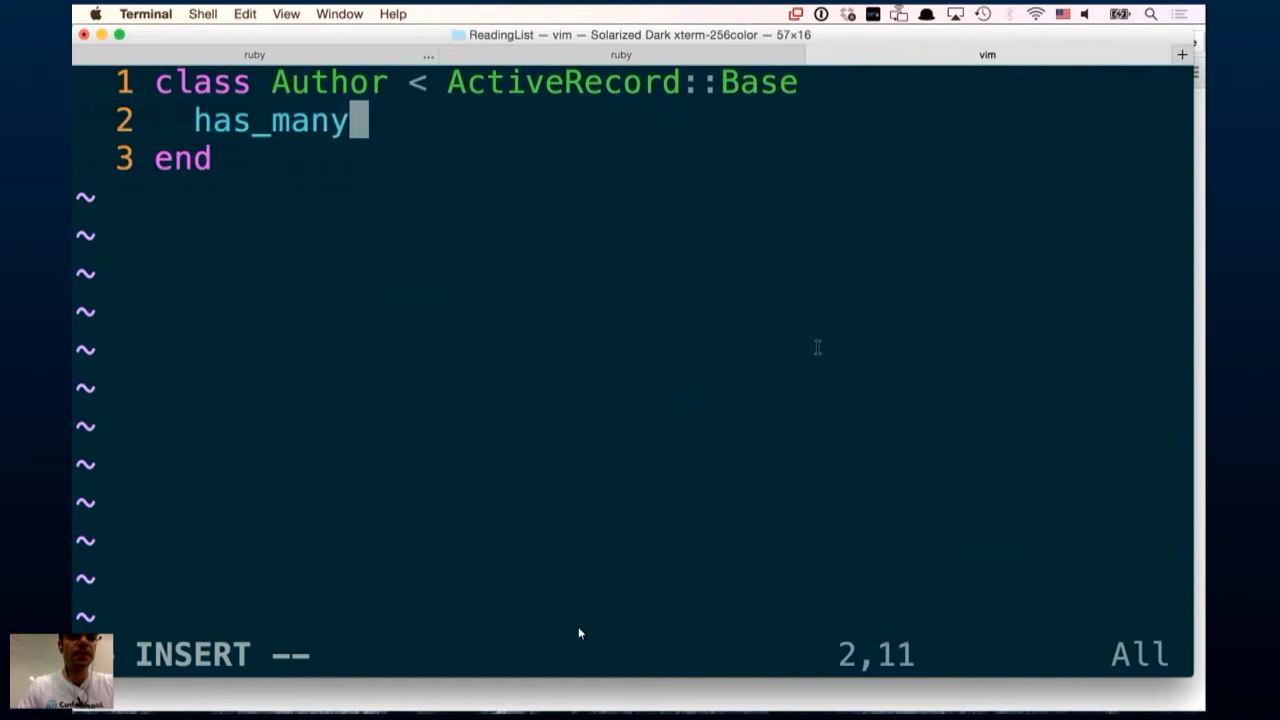 Terminal Shell Edit View Window Help
ReadingList — vim — Solarized Dark xterm-256color — 57×16
ruby ... ruby vim +
1 class Author < ActiveRecord::Base
2 has_many
3 end
~
~
~
~
~
~
~
~
~
~
~
~
INSERT -- 2,11 All